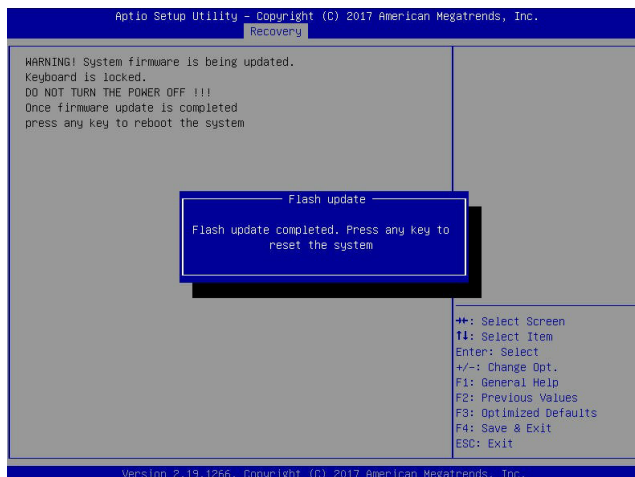 Aptio Setup Utility – Copyright (C) 2017 American Megatrends, Inc.
Recovery
WARNING! System firmware is being updated.
Keyboard is locked.
DO NOT TURN THE POWER OFF !!!
Once firmware update is completed
press any key to reboot the system
Flash update
Flash update completed. Press any key to
reset the system
→←: Select Screen
↑↓: Select Item
Enter: Select
+/-: Change Opt.
F1: General Help
F2: Previous Values
F3: Optimized Defaults
F4: Save & Exit
ESC: Exit
Version 2.19.1266. Copyright (C) 2017 American Megatrends, Inc.